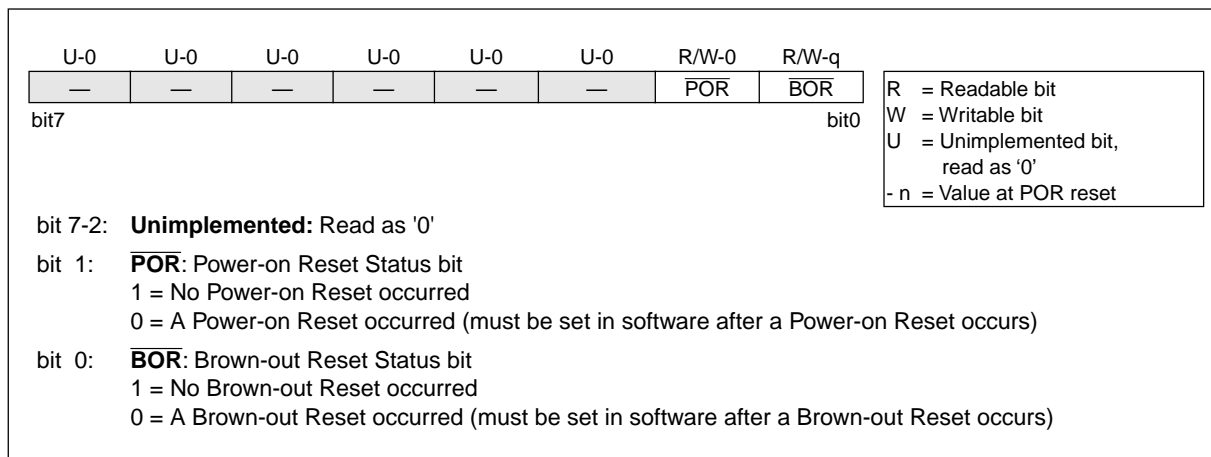 U-0 U-0 U-0 U-0 U-0 U-0 R/W-0 R/W-q
— — — — — — P̅O̅R̅ B̅O̅R̅
bit7 bit0
R = Readable bit
W = Writable bit
U = Unimplemented bit,
read as ‘0’
- n = Value at POR reset
bit 7-2: Unimplemented: Read as '0'
bit 1: P̅O̅R̅: Power-on Reset Status bit
1 = No Power-on Reset occurred
0 = A Power-on Reset occurred (must be set in software after a Power-on Reset occurs)
bit 0: B̅O̅R̅: Brown-out Reset Status bit
1 = No Brown-out Reset occurred
0 = A Brown-out Reset occurred (must be set in software after a Brown-out Reset occurs)